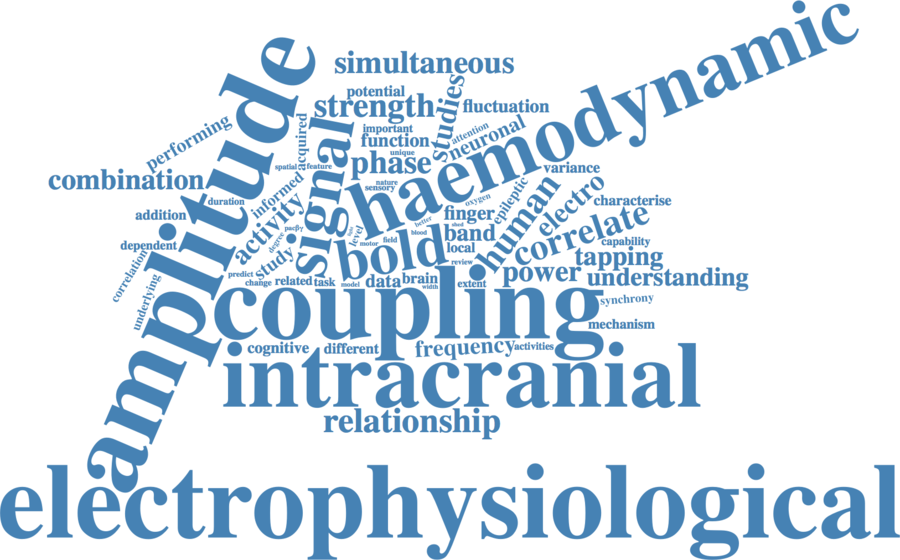 haemodynamic
amplitude
simultaneous
potential
strength
studies
fluctuation
important
function
unique
attention
neuronal
performing
acquired
signal
phase
spatial
feature
variance
combination
nature
sensory
oxygen
epileptic
human
electro
characterise
duration
informed
activity
addition
finger
correlate
better
blood
shed
level
band
capability
dependent
degree
study
motor
field
bold
local
tapping
correlation
underlying
predict
change
related
task
model
data
brain
width
review
extent
power
understanding
coupling
synchrony
mechanism
cognitive
different
frequency
activities
intracranial
relationship
electrophysiological